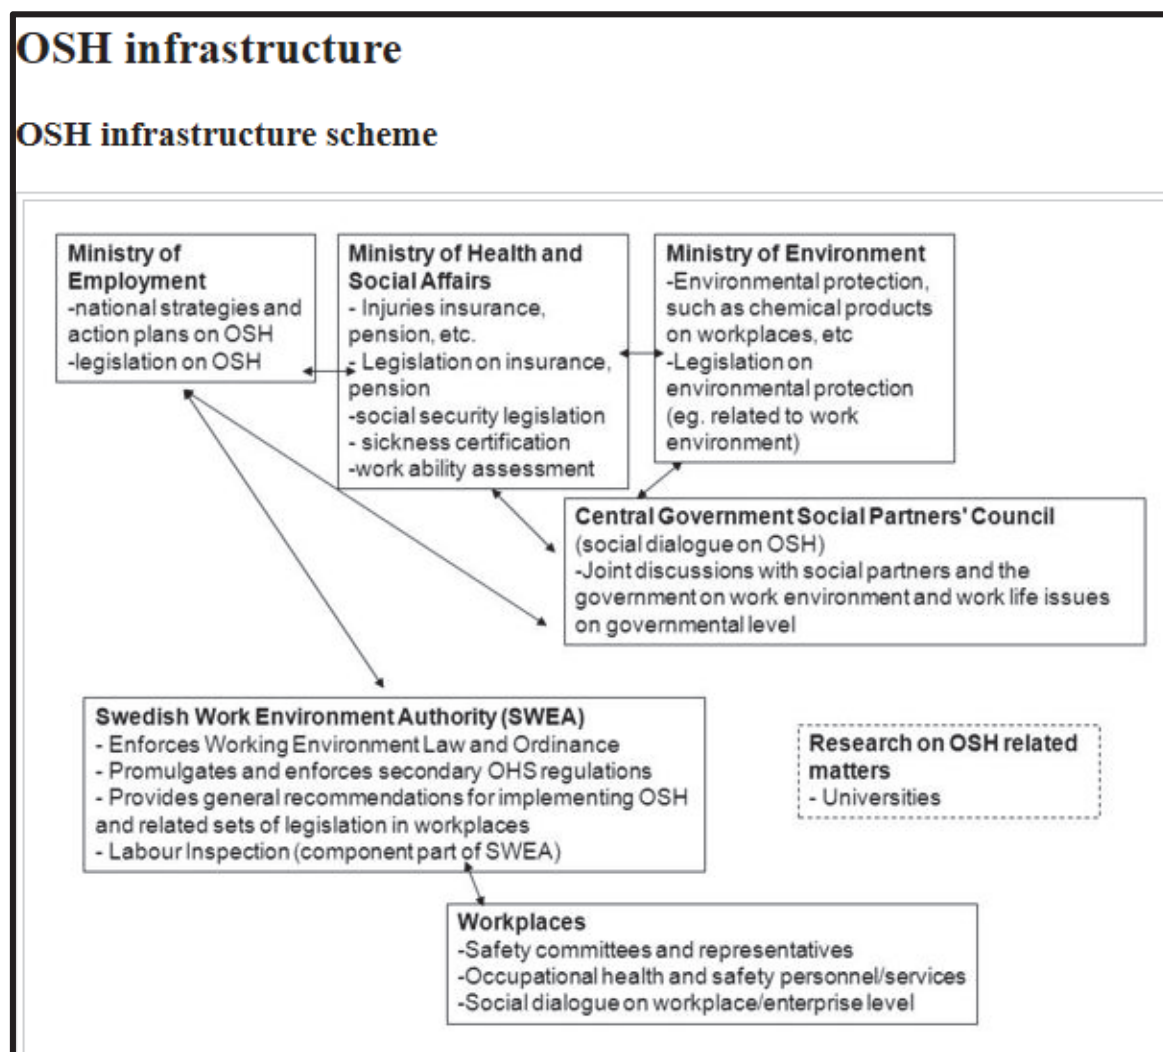 OSH infrastructure
OSH infrastructure scheme
Ministry of
Employment
-national strategies and
action plans on OSH
-legislation on OSH
Ministry of Health and
Social Affairs
- Injuries insurance,
pension, etc.
- Legislation on insurance,
pension
-social security legislation
- sickness certification
-work ability assessment
Ministry of Environment
-Environmental protection,
such as chemical products
on workplaces, etc
-Legislation on
environmental protection
(eg. related to work
environment)
Central Government Social Partners' Council
(social dialogue on OSH)
-Joint discussions with social partners and the
government on work environment and work life issues
on governmental level
Swedish Work Environment Authority (SWEA)
- Enforces Working Environment Law and Ordinance
- Promulgates and enforces secondary OHS regulations
- Provides general recommendations for implementing OSH
and related sets of legislation in workplaces
- Labour Inspection (component part of SWEA)
Research on OSH related
matters
- Universities
Workplaces
-Safety committees and representatives
-Occupational health and safety personnel/services
-Social dialogue on workplace/enterprise level